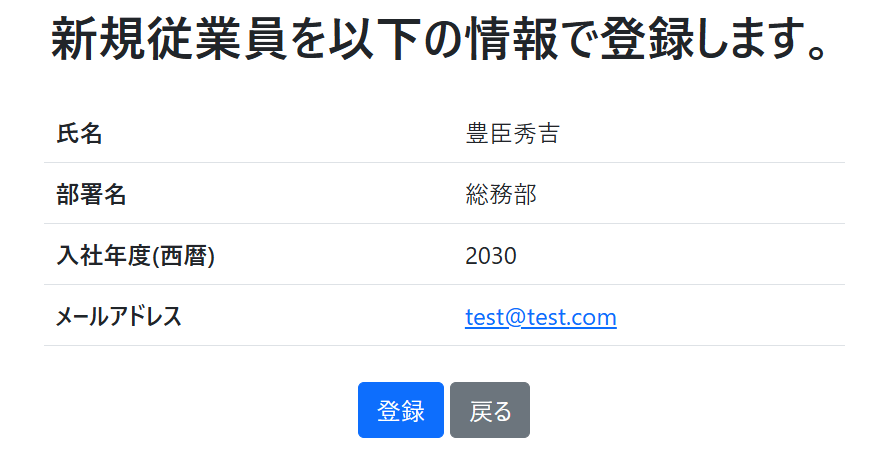 新規従業員を以下の情報で登録します。
氏名 豊臣秀吉
部署名 総務部
入社年度(西暦) 2030
メールアドレス test@test.com
登録 戻る